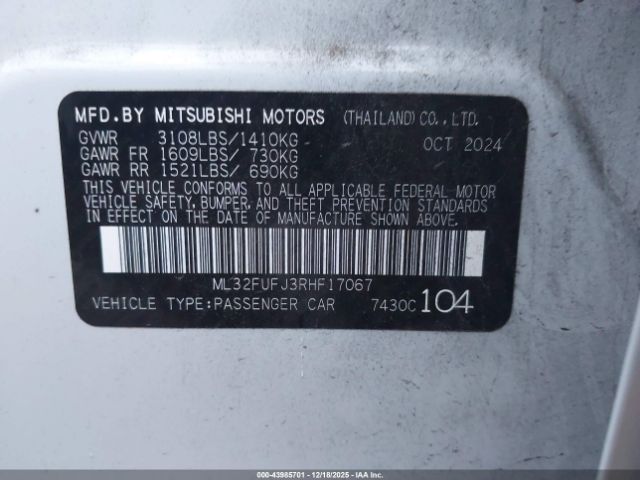 MFD.BY MITSUBISHI MOTORS (THAILAND) CO.,LTD.
GVWR 3108LBS/1410KG OCT 2024
GAWR FR 1609LBS/ 730KG
GAWR RR 1521LBS/ 690KG
THIS VEHICLE CONFORMS TO ALL APPLICABLE FEDERAL MOTOR
VEHICLE SAFETY, BUMPER, AND THEFT PREVENTION STANDARDS
IN EFFECT ON THE DATE OF MANUFACTURE SHOWN ABOVE.
ML32FUFJ3RHF17067
VEHICLE TYPE:PASSENGER CAR 7430C 104
000-43985701 - 12/18/2025 - IAA Inc.